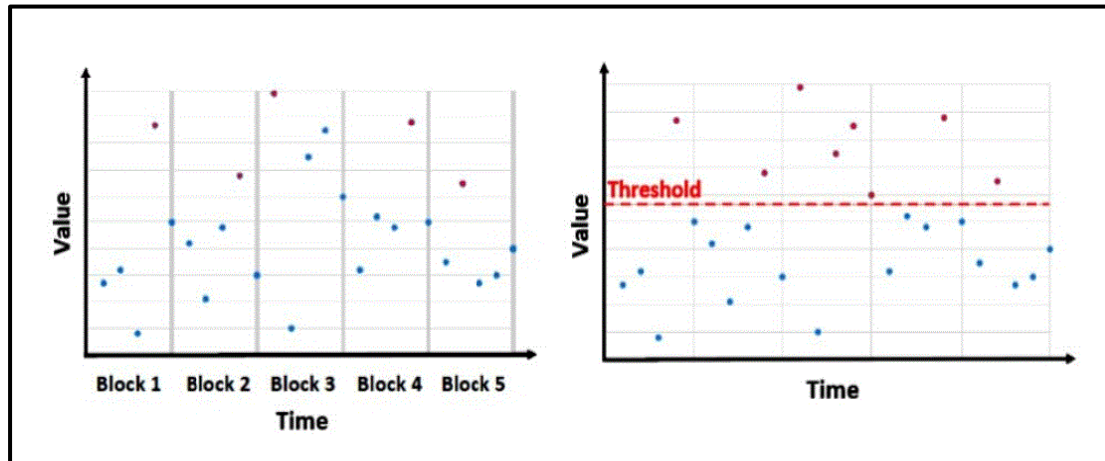 Value
Block 1
Block 2
Block 3
Block 4
Block 5
Time
Value
Threshold
Time